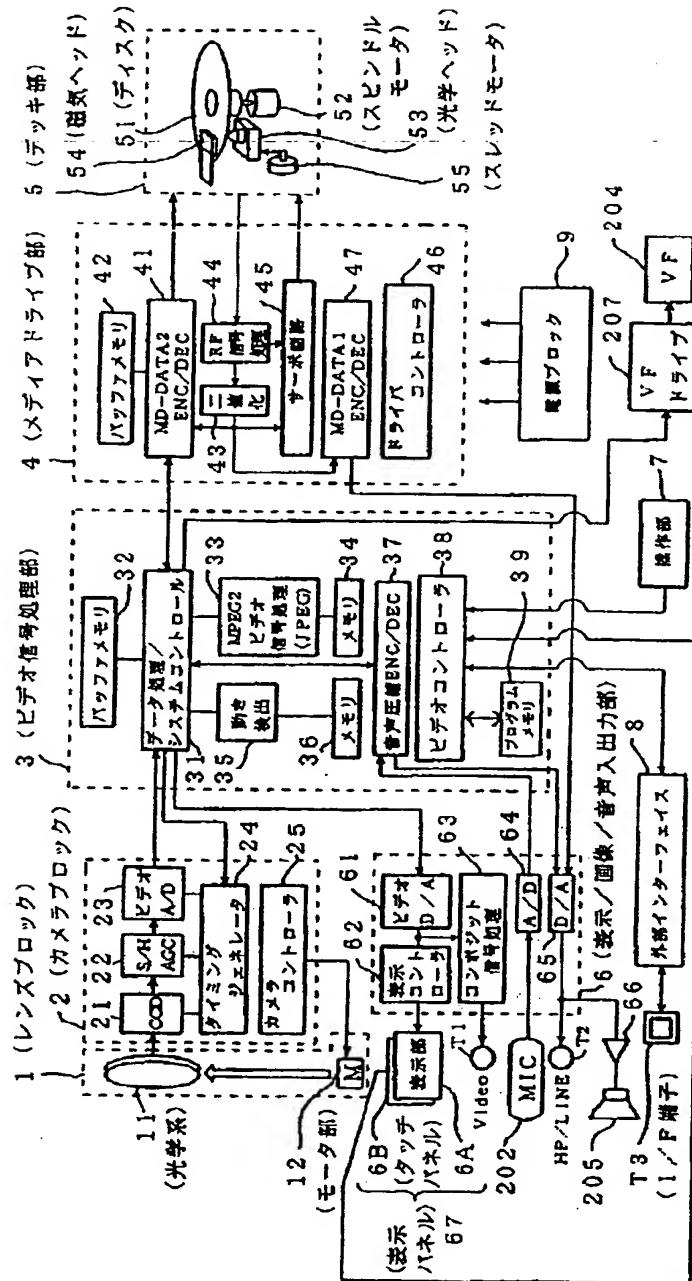 1 (レンズブロック)
2 (カメラブロック)
3 (ビデオ信号処理部)
4 (メディアドライブ部)
5 (デッキ部)
54 (磁気ヘッド)
51 (ディスク)
52
(スピンドル
モータ)
53
(光学ヘッド)
55
(スレッドモータ)
11
(光学系)
12
(モータ部)
M
21
CCD
22
S/H
AGC
23
ビデオ
A/D
24
タイミング
ジェネレータ
25
カメラ
コントローラ
32
バッファメモリ
31
データ処理/
システムコントロール
33
MPEG2
ビデオ
信号処理
(JPEG)
34
メモリ
35
動き
検出
36
メモリ
37
音声圧縮ENC/DEC
38
ビデオコントローラ
39
プログラム
メモリ
42
バッファメモリ
41
MD-DATA2
ENC/DEC
44
RF
信号
処理
43
二値
化
45
サーボ回路
47
MD-DATA1
ENC/DEC
46
ドライバ
コントローラ
61
ビデオ
D/A
62
表示
コント
ローラ
63
コンポジット
信号処理
64
A/D
65
D/A
6 (表示/画像/音声入出力部)
6B
(タッチ
パネル)
表示部
6A
(表示
パネル)
67
T1
Video
202
MIC
T2
HP/LINE
66
205
T3
(I/F端子)
8
外部インターフェイス
7
操作部
9
電源ブロック
207
VF
ドライブ
204
VF